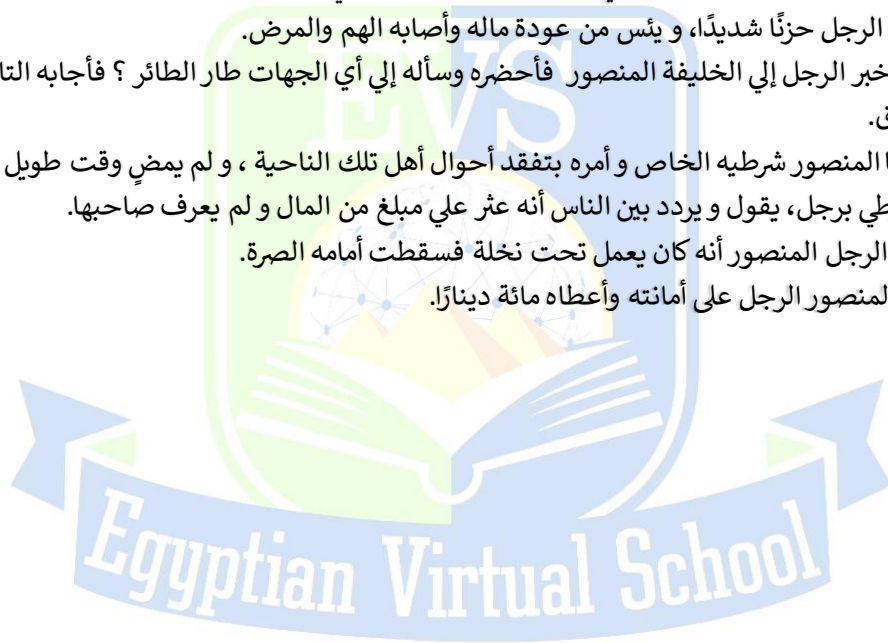 الرجل حزنًا شديدًا، و يئس من عودة ماله وأصابه الهم والمرض.
خبر الرجل إلي الخليفة المنصور فأحضره وسأله إلي أي الجهات طار الطائر ؟ فأجابه التا
ق.
ا المنصور شرطيه الخاص و أمره بتفقد أحوال أهل تلك الناحية ، و لم يمضٍ وقت طويل
طي برجل، يقول و يردد بين الناس أنه عثر علي مبلغ من المال و لم يعرف صاحبها.
الرجل المنصور أنه كان يعمل تحت نخلة فسقطت أمامه الصرة.
لمنصور الرجل على أمانته وأعطاه مائة دينارًا.
EVS
Egyptian Virtual School